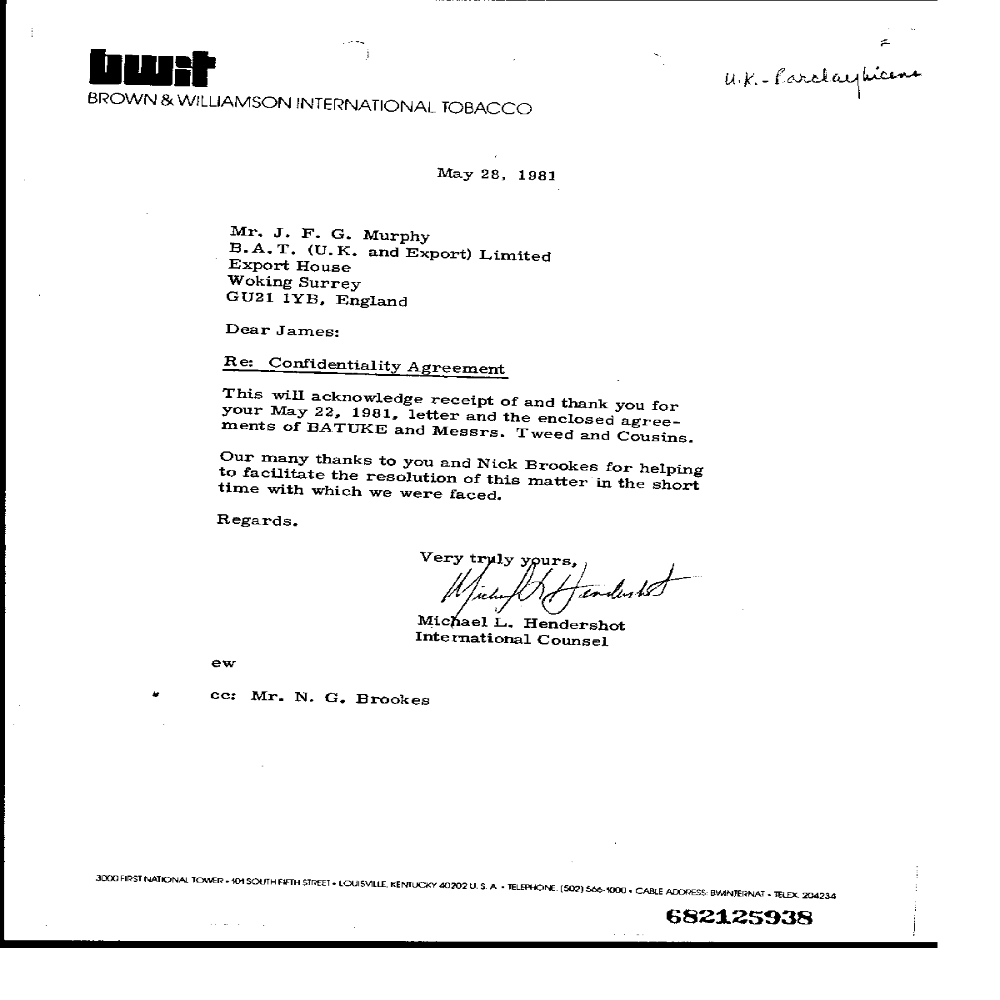 bwit
U.K. - Barclay license
BROWN & WILLIAMSON INTERNATIONAL TOBACCO
May 28, 1981
Mr. J. F. G. Murphy
B.A.T. (U.K. and Export) Limited
Export House
Woking Surrey
GU21 1YB, England
Dear James:
Re: Confidentiality Agreement
This will acknowledge receipt of and thank you for
your May 22, 1981, letter and the enclosed agree-
ments of BATUKE and Messrs. Tweed and Cousins.
Our many thanks to you and Nick Brookes for helping
to facilitate the resolution of this matter in the short
time with which we were faced.
Regards.
Very truly yours,
Michael L. Hendershot
Michael L. Hendershot
International Counsel
ew
cc: Mr. N. G. Brookes
3000 FIRST NATIONAL TOWER • 101 SOUTH FIFTH STREET • LOUISVILLE, KENTUCKY 40202 U. S. A. • TELEPHONE: (502) 566-1000 • CABLE ADDRESS: BWINTERNAT • TELEX: 204234
682125938